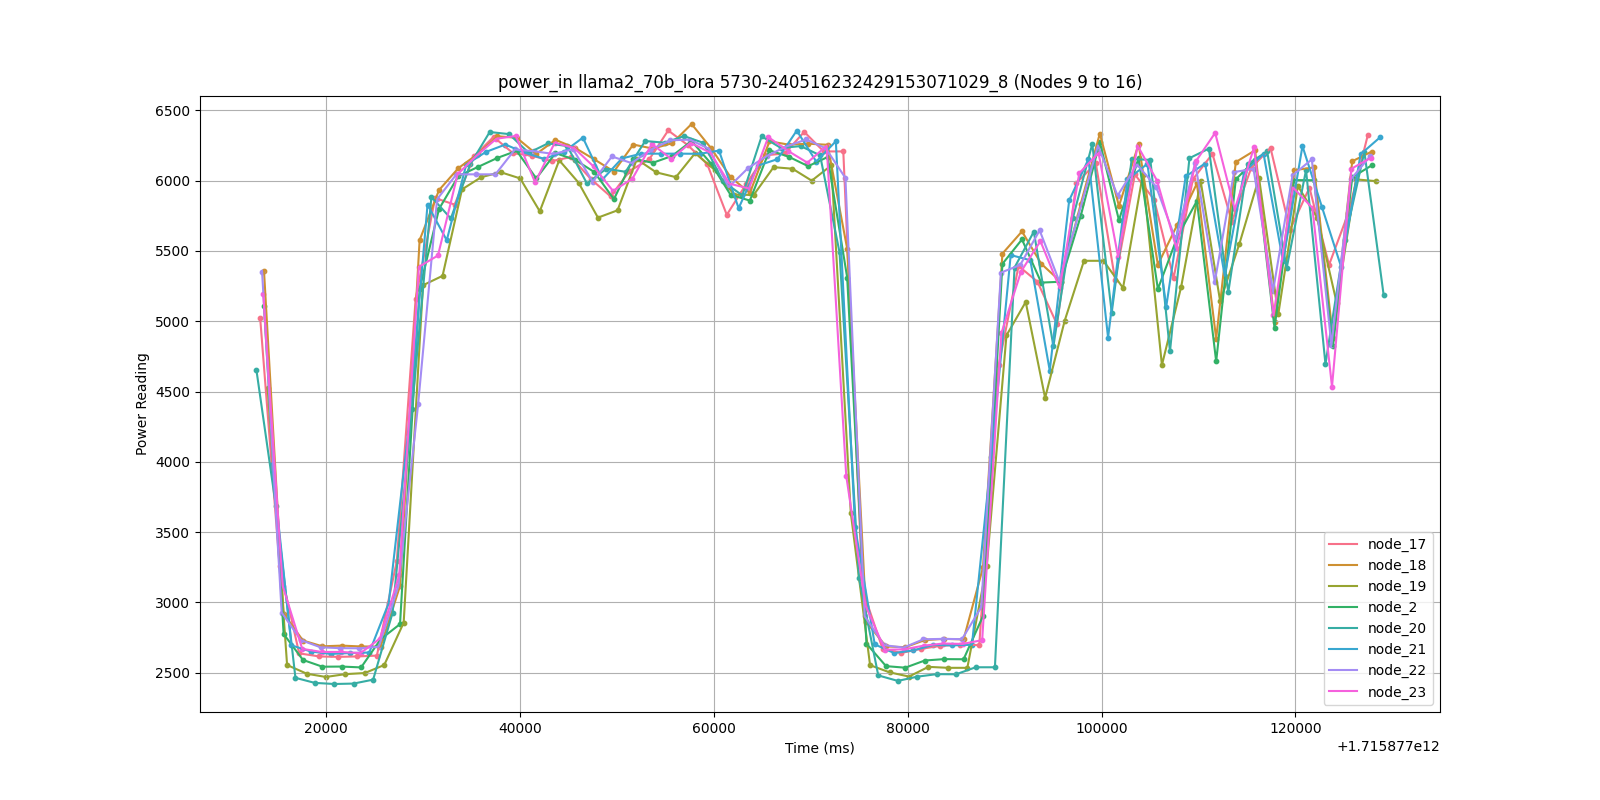 power_in llama2_70b_lora 5730-240516232429153071029_8 (Nodes 9 to 16)
6500
6000
5500
5000
4500
4000
3500
3000
2500
Power Reading
20000 40000 60000 80000 100000 120000
Time (ms)
+1.715877e12
node_17
node_18
node_19
node_2
node_20
node_21
node_22
node_23